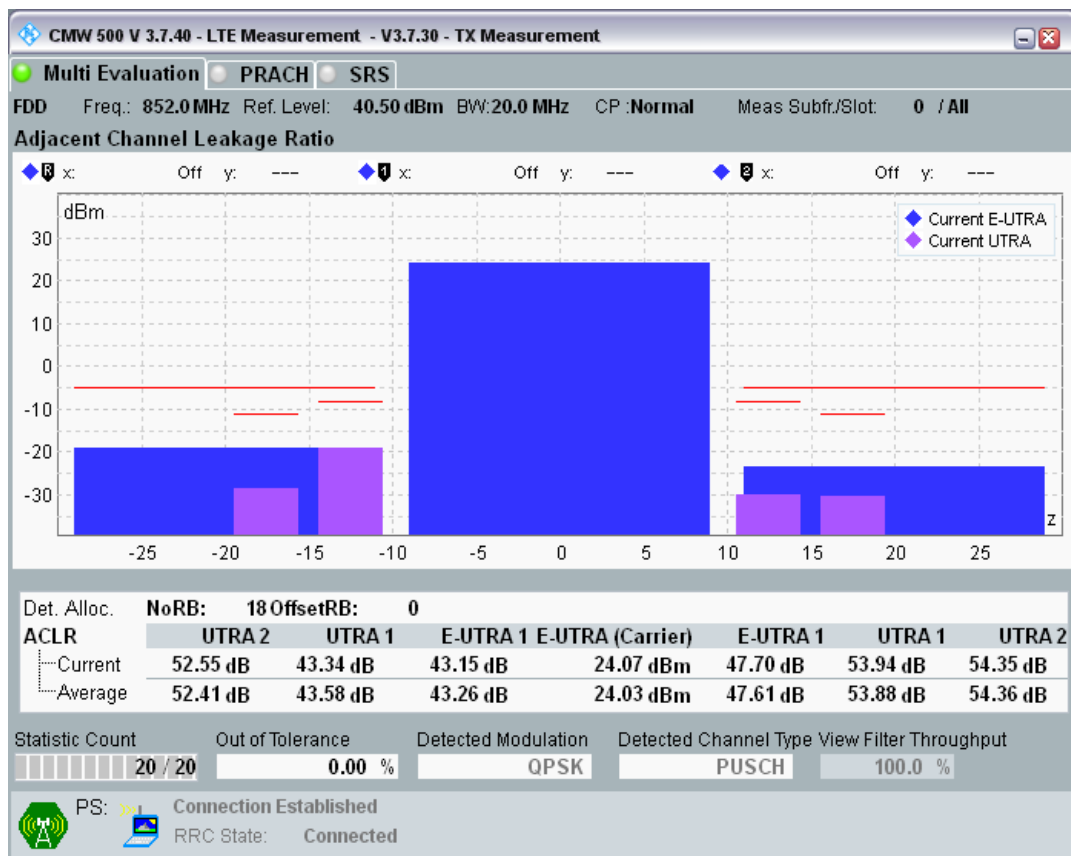 CMW 500 V 3.7.40 - LTE Measurement - V3.7.30 - TX Measurement
Multi Evaluation PRACH SRS
FDD Freq.: 852.0 MHz Ref. Level: 40.50 dBm BW:20.0 MHz CP :Normal Meas Subfr./Slot: 0 / All
Adjacent Channel Leakage Ratio
R x: Off y: --- 1 x: Off y: --- 2 x: Off y: ---
dBm
Current E-UTRA
Current UTRA
30
20
10
0
-10
-20
-30
z
-25 -20 -15 -10 -5 0 5 10 15 20 25
Det. Alloc. NoRB: 18 OffsetRB: 0
ACLR UTRA 2 UTRA 1 E-UTRA 1 E-UTRA (Carrier) E-UTRA 1 UTRA 1 UTRA 2
Current 52.55 dB 43.34 dB 43.15 dB 24.07 dBm 47.70 dB 53.94 dB 54.35 dB
Average 52.41 dB 43.58 dB 43.26 dB 24.03 dBm 47.61 dB 53.88 dB 54.36 dB
Statistic Count Out of Tolerance Detected Modulation Detected Channel Type View Filter Throughput
20 / 20 0.00 % QPSK PUSCH 100.0 %
PS: Connection Established
RRC State: Connected